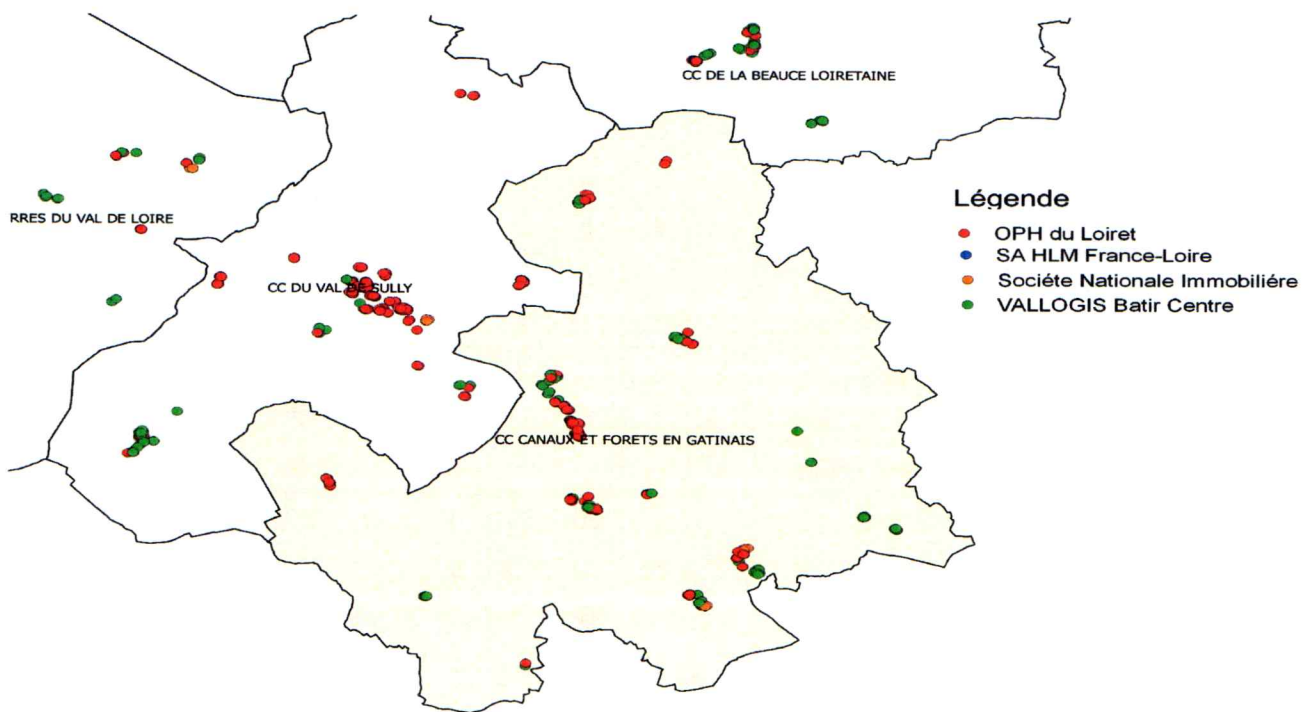 CC DE LA BEAUCE LOIRETAINE
RRES DU VAL DE LOIRE
CC DU VAL DE SULLY
CC CANAUX ET FORETS EN GATINAIS
Légende
OPH du Loiret
SA HLM France-Loire
Sociéte Nationale Immobiliére
VALLOGIS Batir Centre